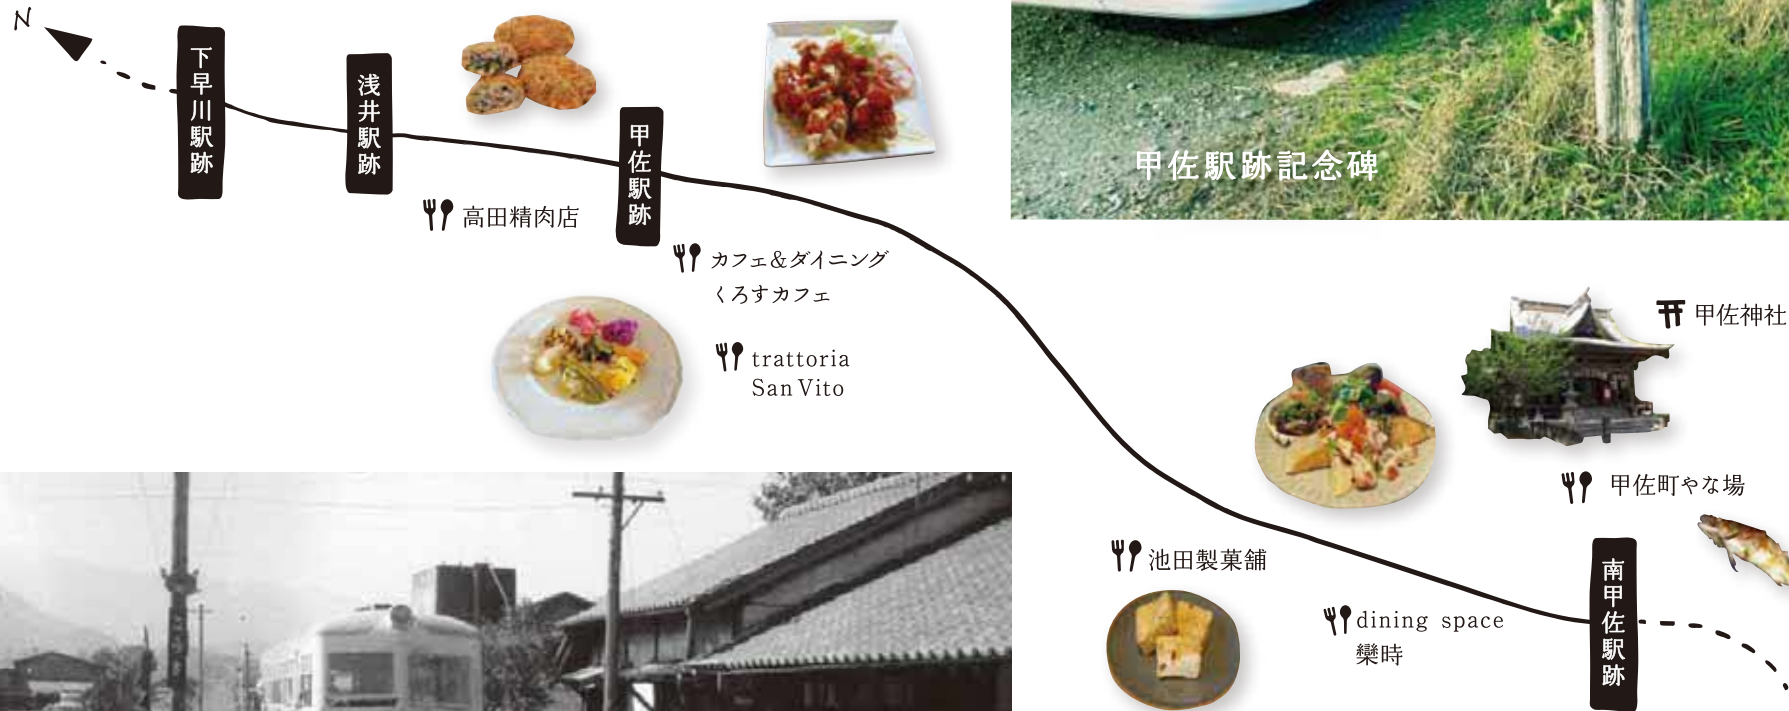 N
下早川駅跡
浅井駅跡
甲佐駅跡
甲佐駅跡記念碑
高田精肉店
カフェ&ダイニング
くろすカフェ
trattoria
San Vito
甲佐神社
甲佐町やな場
池田製菓舗
dining space
欒時
南甲佐駅跡